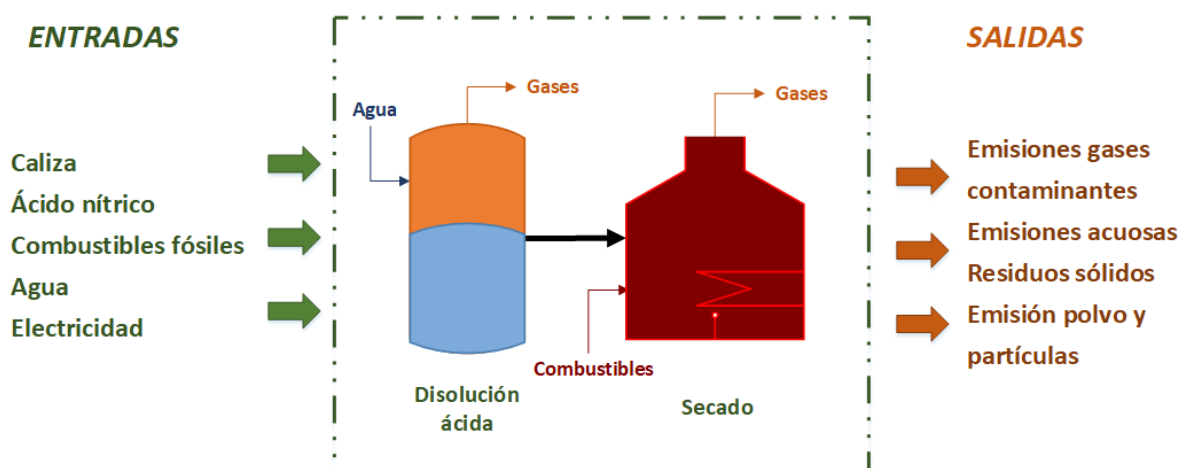 ENTRADAS
Caliza
Ácido nítrico
Combustibles fósiles
Agua
Electricidad
Gases
Agua
Disolución
ácida
Gases
Combustibles
Secado
SALIDAS
Emisiones gases
contaminantes
Emisiones acuosas
Residuos sólidos
Emisión polvo y
partículas